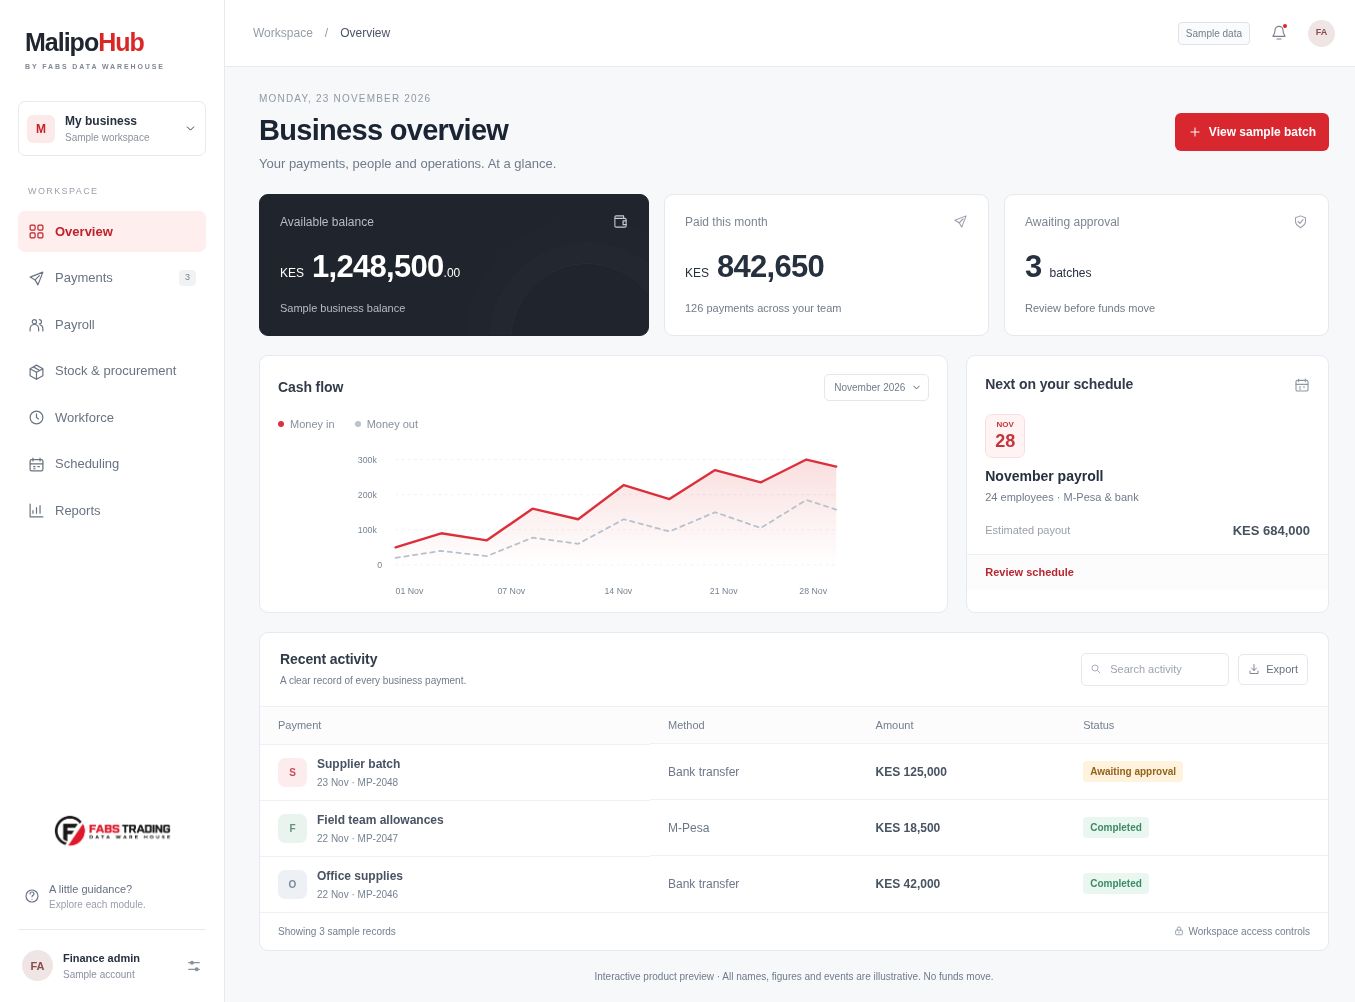 MalipoHub
BY FABS DATA WAREHOUSE
M
My business
Sample workspace
WORKSPACE
Overview
Payments 3
Payroll
Stock & procurement
Workforce
Scheduling
Reports
FABS TRADING
DATA WARE HOUSE
A little guidance?
Explore each module.
FA
Finance admin
Sample account
Workspace / Overview
Sample data
FA
MONDAY, 23 NOVEMBER 2026
Business overview
Your payments, people and operations. At a glance.
View sample batch
Available balance
KES 1,248,500.00
Sample business balance
Paid this month
KES 842,650
126 payments across your team
Awaiting approval
3 batches
Review before funds move
Cash flow
November 2026
Money in Money out
300k
200k
100k
0
01 Nov 07 Nov 14 Nov 21 Nov 28 Nov
Next on your schedule
NOV
28
November payroll
24 employees · M-Pesa & bank
Estimated payout KES 684,000
Review schedule
Recent activity
A clear record of every business payment.
Search activity
Export
Payment Method Amount Status
S Supplier batch Bank transfer KES 125,000 Awaiting approval
23 Nov · MP-2048
F Field team allowances M-Pesa KES 18,500 Completed
22 Nov · MP-2047
O Office supplies Bank transfer KES 42,000 Completed
22 Nov · MP-2046
Showing 3 sample records
Workspace access controls
Interactive product preview · All names, figures and events are illustrative. No funds move.